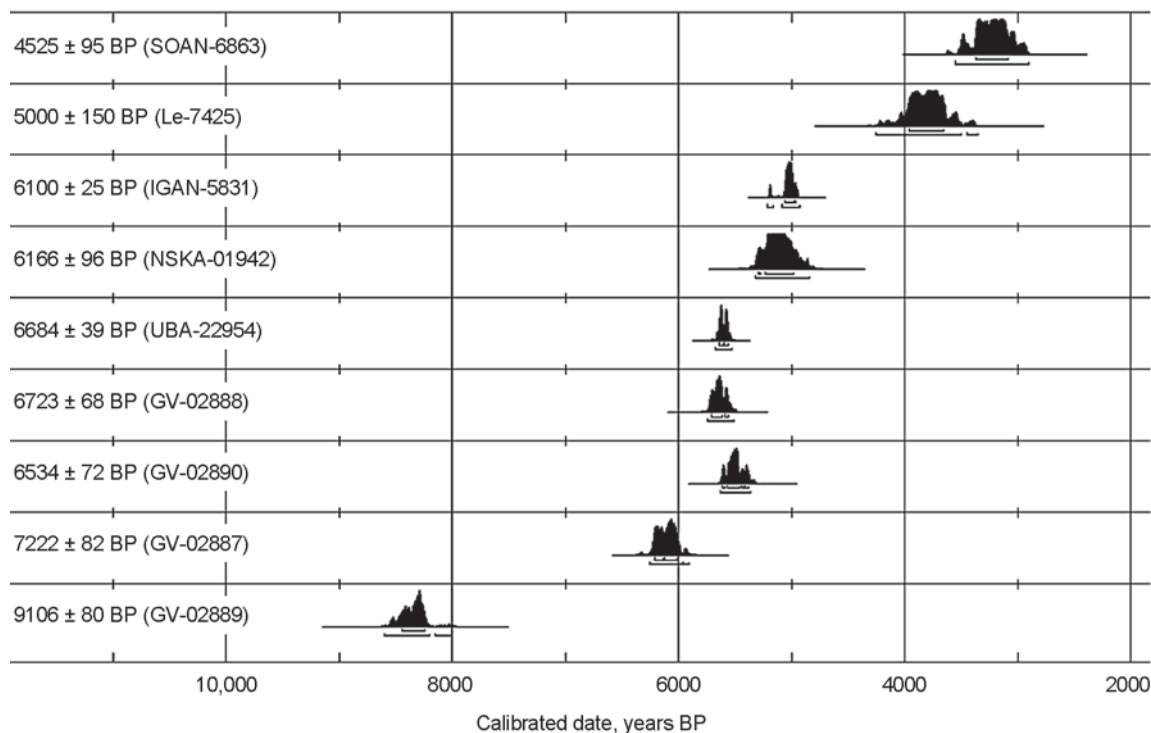 4525 ± 95 BP (SOAN-6863)
5000 ± 150 BP (Le-7425)
6100 ± 25 BP (IGAN-5831)
6166 ± 96 BP (NSKA-01942)
6684 ± 39 BP (UBA-22954)
6723 ± 68 BP (GV-02888)
6534 ± 72 BP (GV-02890)
7222 ± 82 BP (GV-02887)
9106 ± 80 BP (GV-02889)
10,000 8000 6000 4000 2000
Calibrated date, years BP